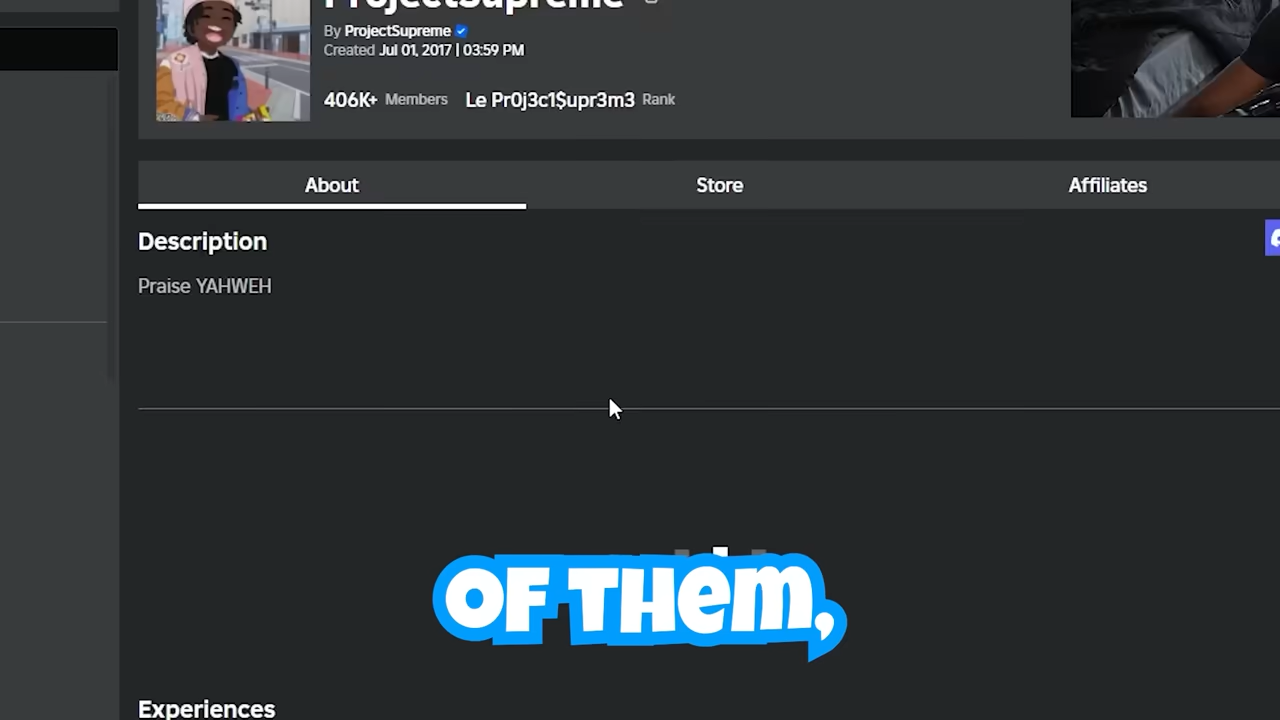 ProjectSupreme
By ProjectSupreme
Created Jul 01, 2017 | 03:59 PM
406K+ Members Le Pr0j3c1$upr3m3 Rank
About Store Affiliates
Description
Praise YAHWEH
OF THEM,
Experiences